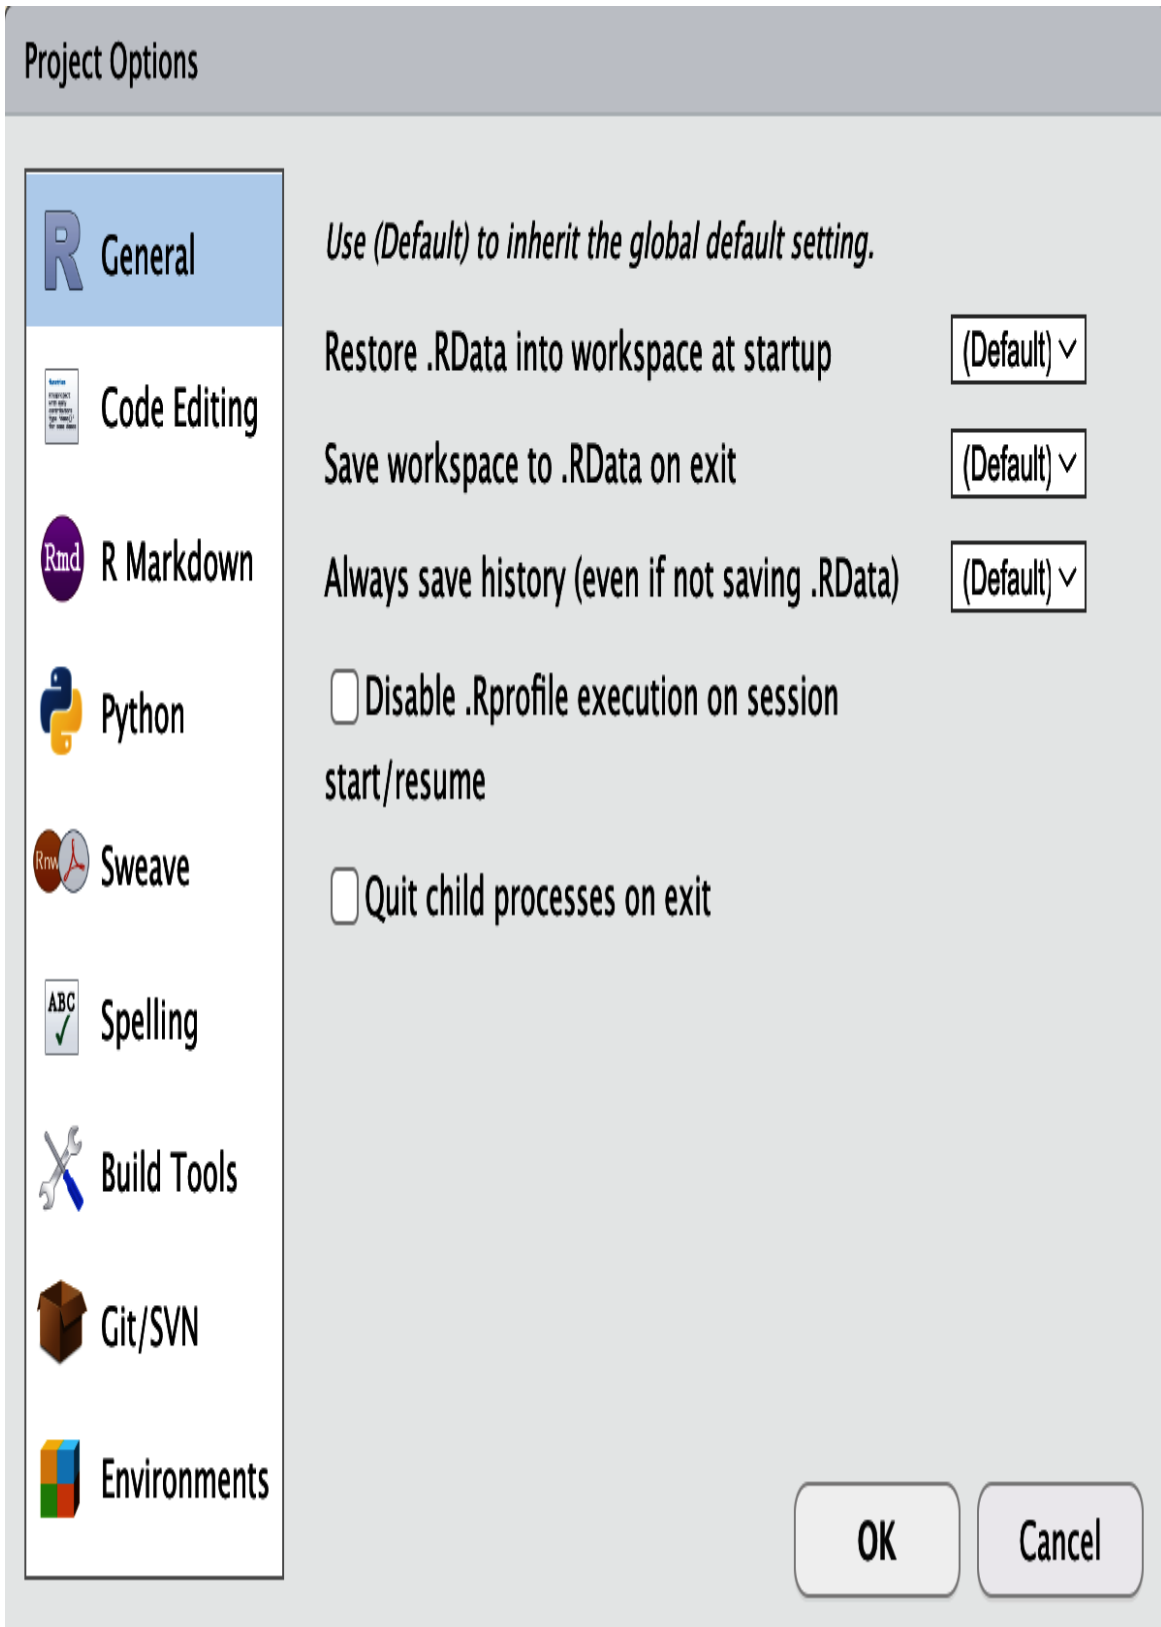 Project Options
General
Code Editing
Rmd
R Markdown
Python
Rnw
Sweave
ABC
Spelling
Build Tools
Git/SVN
Environments
Use (Default) to inherit the global default setting.
Restore .RData into workspace at startup
(Default)
Save workspace to .RData on exit
(Default)
Always save history (even if not saving .RData)
(Default)
Disable .Rprofile execution on session
start/resume
Quit child processes on exit
OK
Cancel